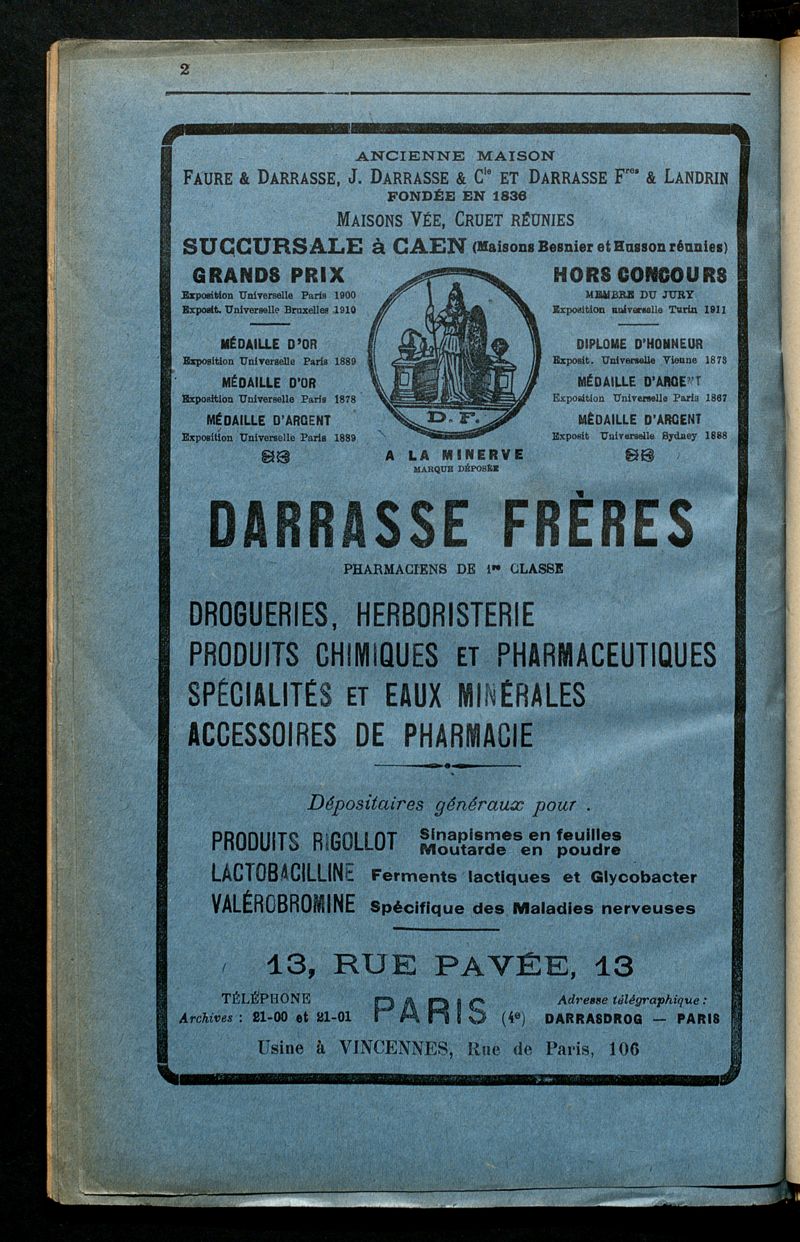 2
ANCIENNE MAISON
FAURE & DARRASSE, J. DARRASSE & Cie ET DARRASSE Fres & LANDRIN
FONDÉE EN 1836
MAISONS VÉE, CRUET RÉUNIES
SUCCURSALE à CAEN (Maisons Besnier et Husson réunies)
GRANDS PRIX
Exposition Universelle Paris 1900
Exposit. Universelle Bruxelles 1910
MÉDAILLE D'OR
Exposition Universelle Paris 1889
MÉDAILLE D'OR
Exposition Universelle Paris 1878
MÉDAILLE D'ARGENT
Exposition Universelle Paris 1889
D. F.
A LA MINERVE
MARQUE DÉPOSÉE
HORS CONCOURS
MEMBRE DU JURY
Exposition universelle Turin 1911
DIPLOME D'HONNEUR
Exposit. Universelle Vienne 1873
MÉDAILLE D'ARGENT
Exposition Universelle Paris 1867
MÉDAILLE D'ARGENT
Exposit Universelle Sydney 1888
DARRASSE FRÈRES
PHARMACIENS DE 1re CLASSE
DROGUERIES, HERBORISTERIE
PRODUITS CHIMIQUES ET PHARMACEUTIQUES
SPÉCIALITÉS ET EAUX MINÉRALES
ACCESSOIRES DE PHARMACIE
Dépositaires généraux pour .
PRODUITS RIGOLLOT Sinapismes en feuilles
Moutarde en poudre
LACTOBACILLINE Ferments lactiques et Glycobacter
VALÉROBROMINE Spécifique des Maladies nerveuses
13, RUE PAVÉE, 13
TÉLÉPHONE
Archives : 21-00 et 21-01
PARIS (4e)
Adresse télégraphique :
DARRASDROG — PARIS
Usine à VINCENNES, Rue de Paris, 106